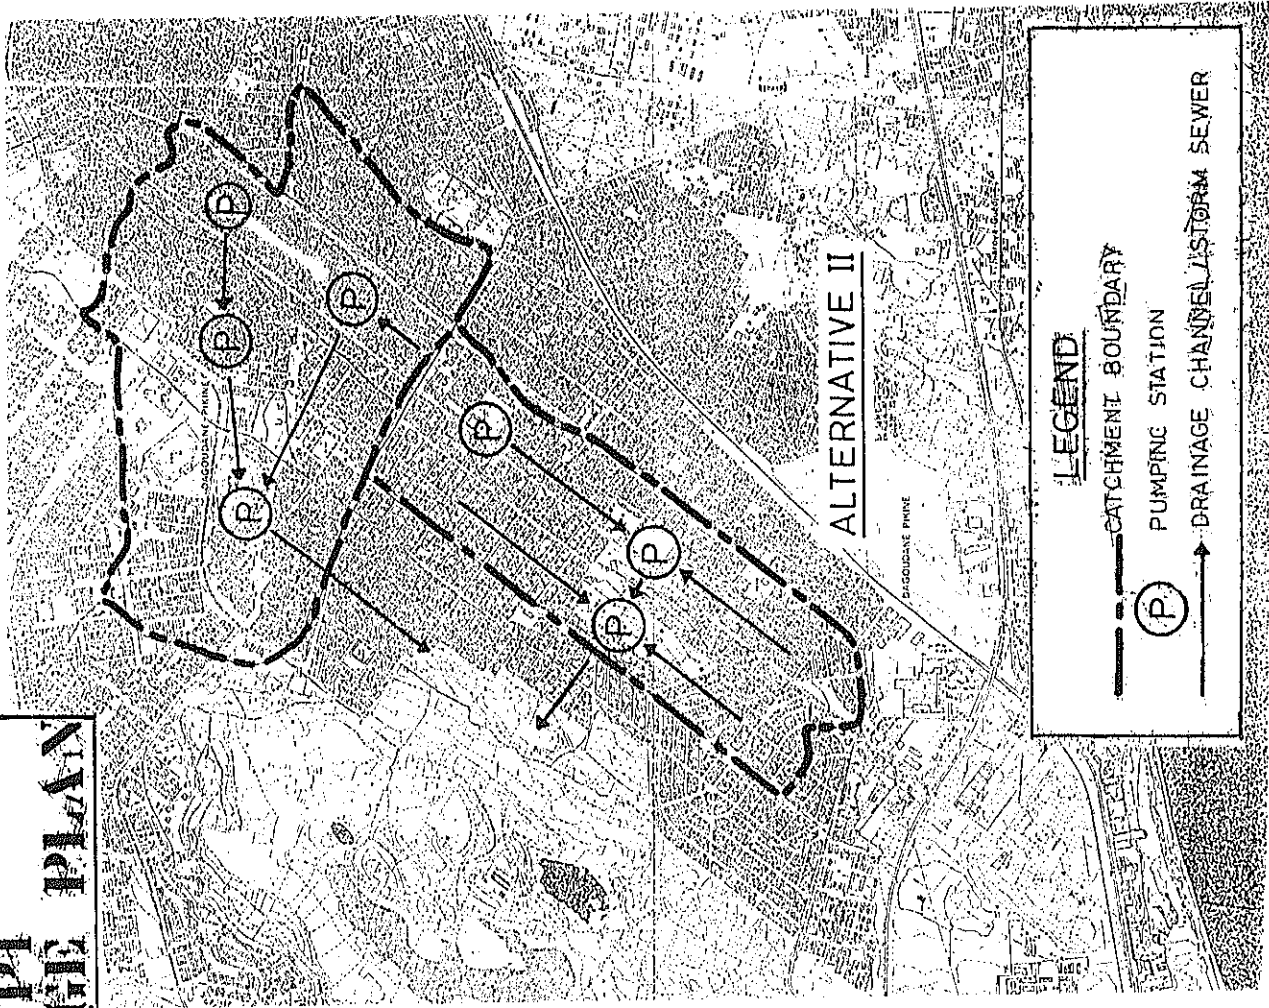 PLAN
ALTERNATIVE II
DAGOUDANE PIKINE
DAGOUDANE PIKINE
P
P
P
P
P
P
P
LEGEND
CATCHMENT BOUNDARY
P
PUMPING STATION
DRAINAGE CHANNEL/STORM SEWER